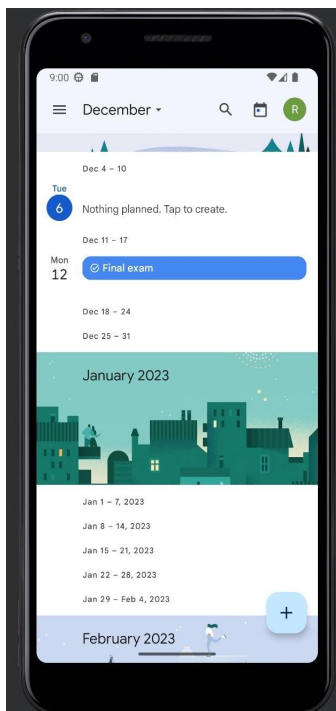 9:00
December
R
Dec 4 – 10
Tue
6
Nothing planned. Tap to create.
Dec 11 – 17
Mon
12
Final exam
Dec 18 – 24
Dec 25 – 31
January 2023
Jan 1 – 7, 2023
Jan 8 – 14, 2023
Jan 15 – 21, 2023
Jan 22 – 28, 2023
Jan 29 – Feb 4, 2023
+
February 2023